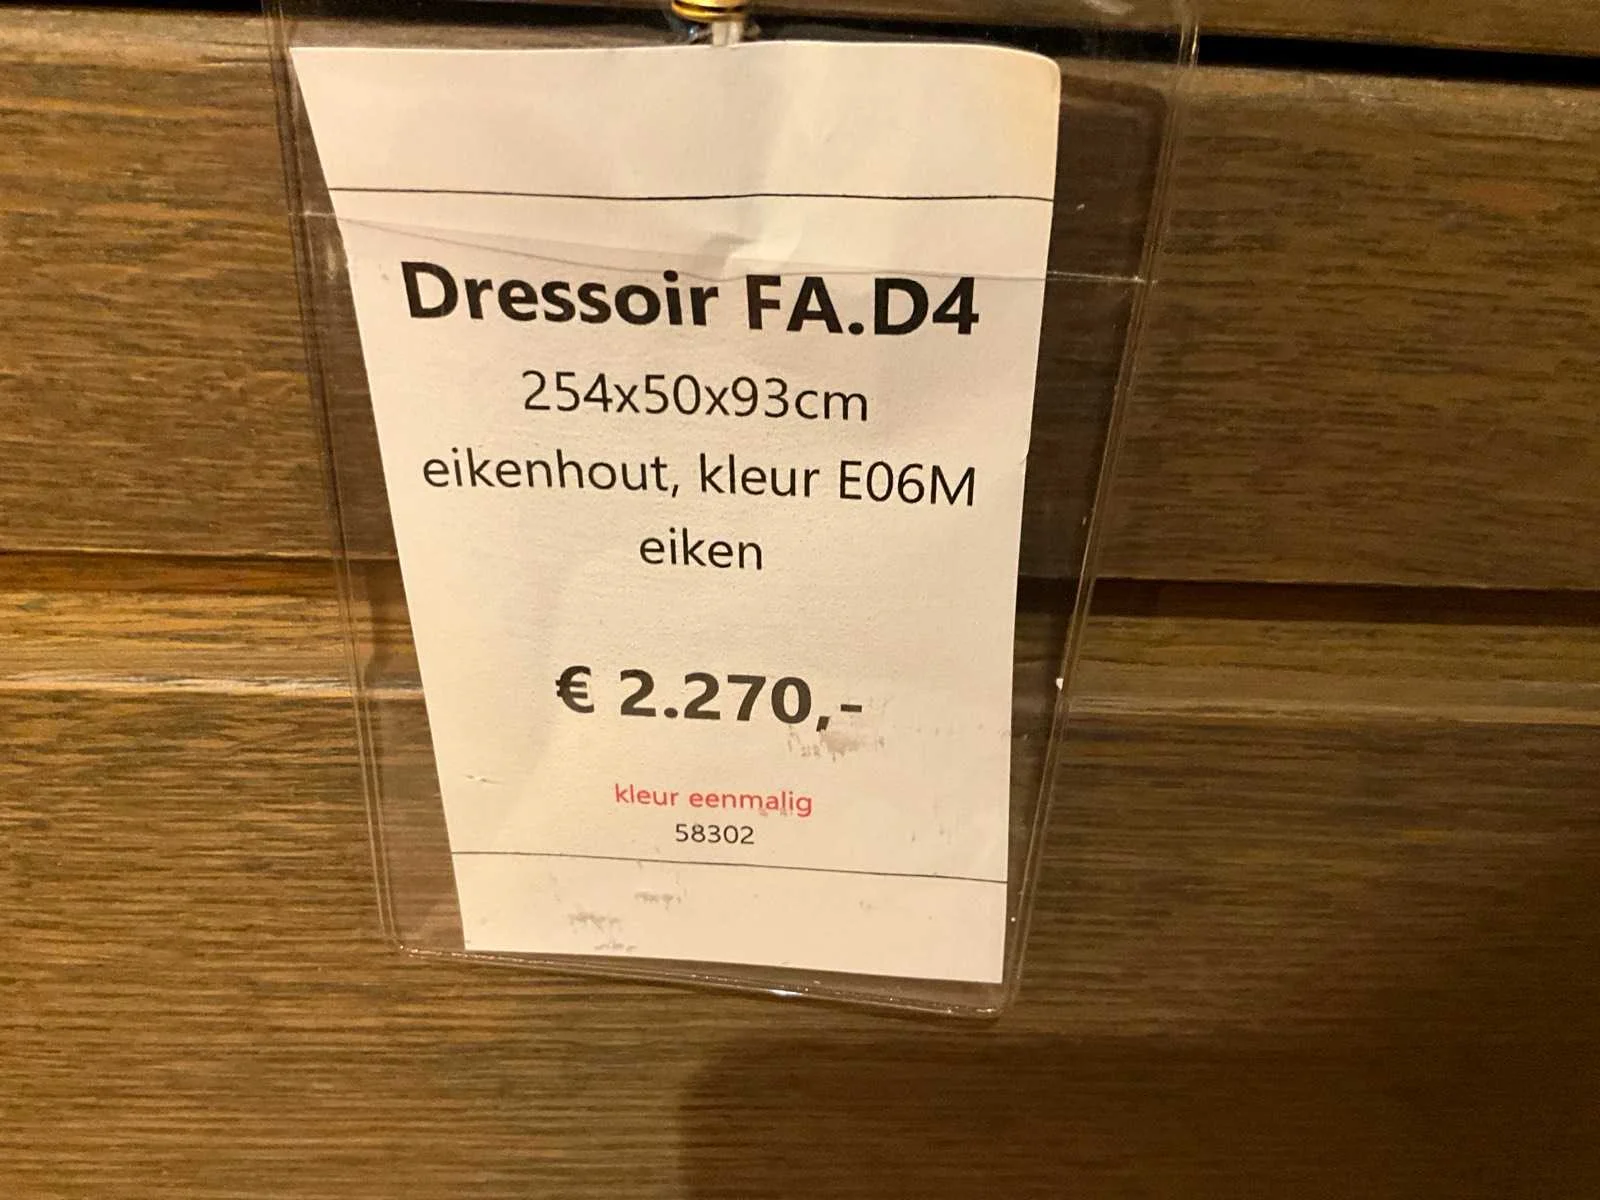 Dressoir FA.D4
254x50x93cm
eikenhout, kleur E06M
eiken
€ 2.270,-
kleur eenmalig
58302